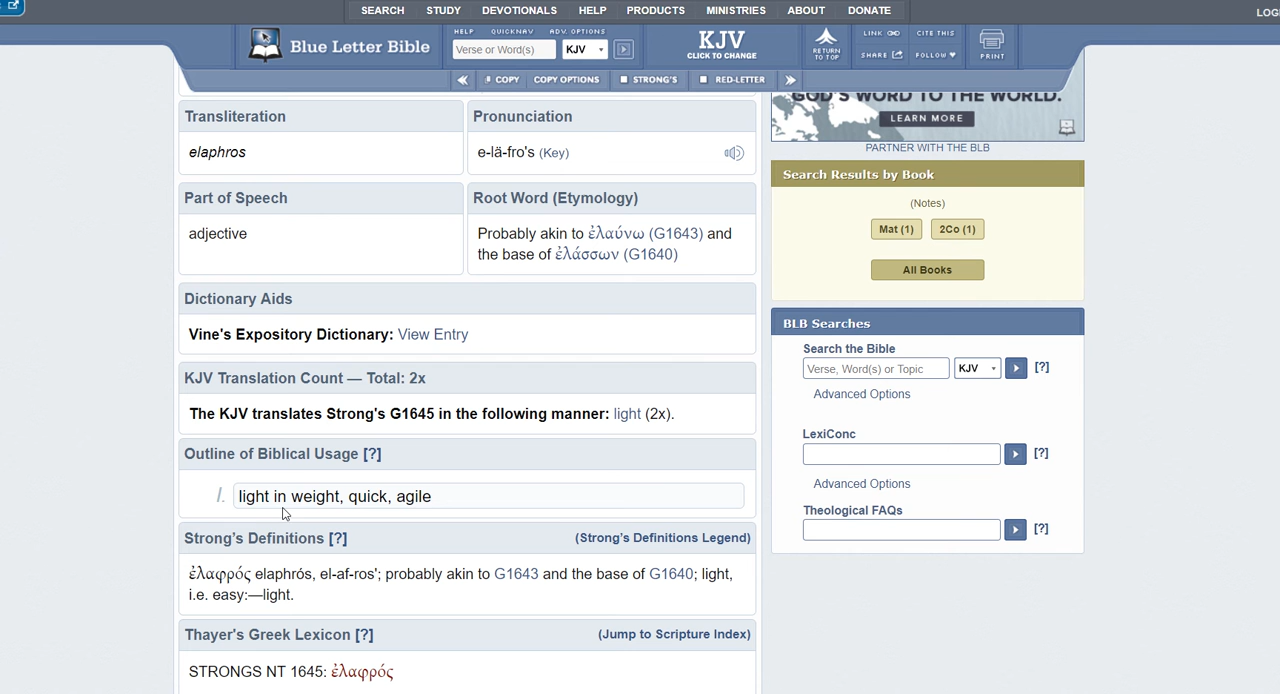 SEARCH STUDY DEVOTIONALS HELP PRODUCTS MINISTRIES ABOUT DONATE
Blue Letter Bible
HELP QUICKNAV ADV. OPTIONS
Verse or Word(s) KJV
KJV
CLICK TO CHANGE
RETURN
TO TOP
LINK CITE THIS
SHARE FOLLOW
PRINT
COPY COPY OPTIONS STRONG'S RED-LETTER
GOD'S WORD TO THE WORLD.
LEARN MORE
PARTNER WITH THE BLB
Transliteration
elaphros
Pronunciation
e-lä-fro's (Key)
Part of Speech
adjective
Root Word (Etymology)
Probably akin to ἐλαύνω (G1643) and
the base of ἐλάσσων (G1640)
Dictionary Aids
Vine's Expository Dictionary: View Entry
KJV Translation Count — Total: 2x
The KJV translates Strong's G1645 in the following manner: light (2x).
Outline of Biblical Usage [?]
I. light in weight, quick, agile
Strong's Definitions [?] (Strong's Definitions Legend)
ἐλαφρός elaphrós, el-af-ros'; probably akin to G1643 and the base of G1640; light,
i.e. easy:—light.
Thayer's Greek Lexicon [?] (Jump to Scripture Index)
STRONGS NT 1645: ἐλαφρός
Search Results by Book
(Notes)
Mat (1) 2Co (1)
All Books
BLB Searches
Search the Bible
Verse, Word(s) or Topic KJV [?]
Advanced Options
LexiConc
[?]
Advanced Options
Theological FAQs
[?]